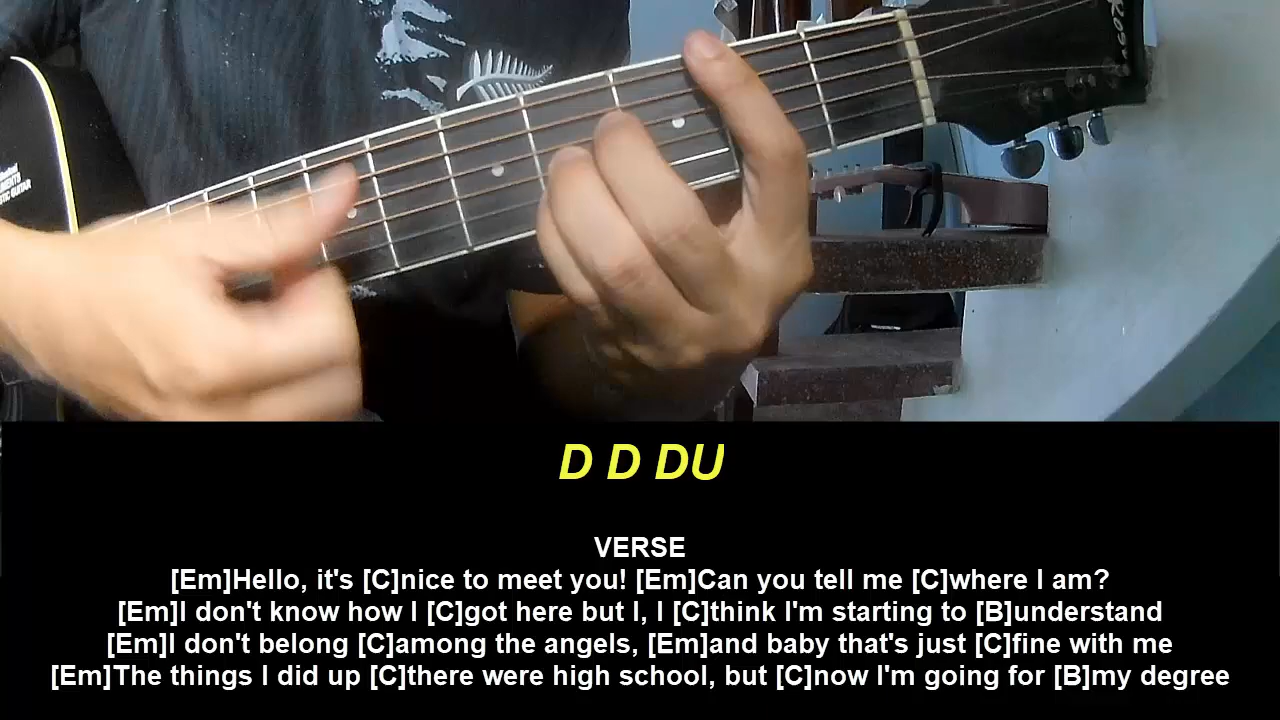 D D DU
VERSE
[Em]Hello, it's [C]nice to meet you! [Em]Can you tell me [C]where I am?
[Em]I don't know how I [C]got here but I, I [C]think I'm starting to [B]understand
[Em]I don't belong [C]among the angels, [Em]and baby that's just [C]fine with me
[Em]The things I did up [C]there were high school, but [C]now I'm going for [B]my degree